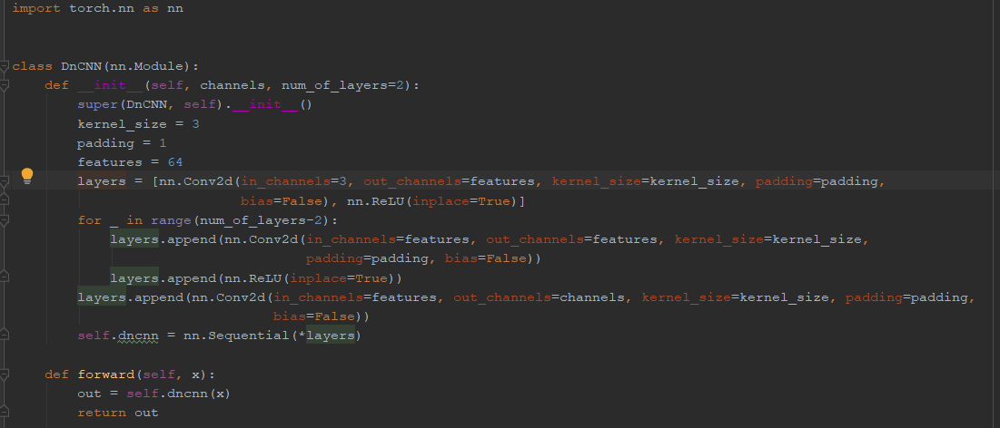 import torch.nn as nn
class DnCNN(nn.Module):
    def __init__(self, channels, num_of_layers=2):
        super(DnCNN, self).__init__()
        kernel_size = 3
        padding = 1
        features = 64
        layers = [nn.Conv2d(in_channels=3, out_channels=features, kernel_size=kernel_size, padding=padding,
                            bias=False), nn.ReLU(inplace=True)]
        for _ in range(num_of_layers-2):
            layers.append(nn.Conv2d(in_channels=features, out_channels=features, kernel_size=kernel_size,
                                    padding=padding, bias=False))
            layers.append(nn.ReLU(inplace=True))
        layers.append(nn.Conv2d(in_channels=features, out_channels=channels, kernel_size=kernel_size, padding=padding,
                                bias=False))
        self.dncnn = nn.Sequential(*layers)
    def forward(self, x):
        out = self.dncnn(x)
        return out